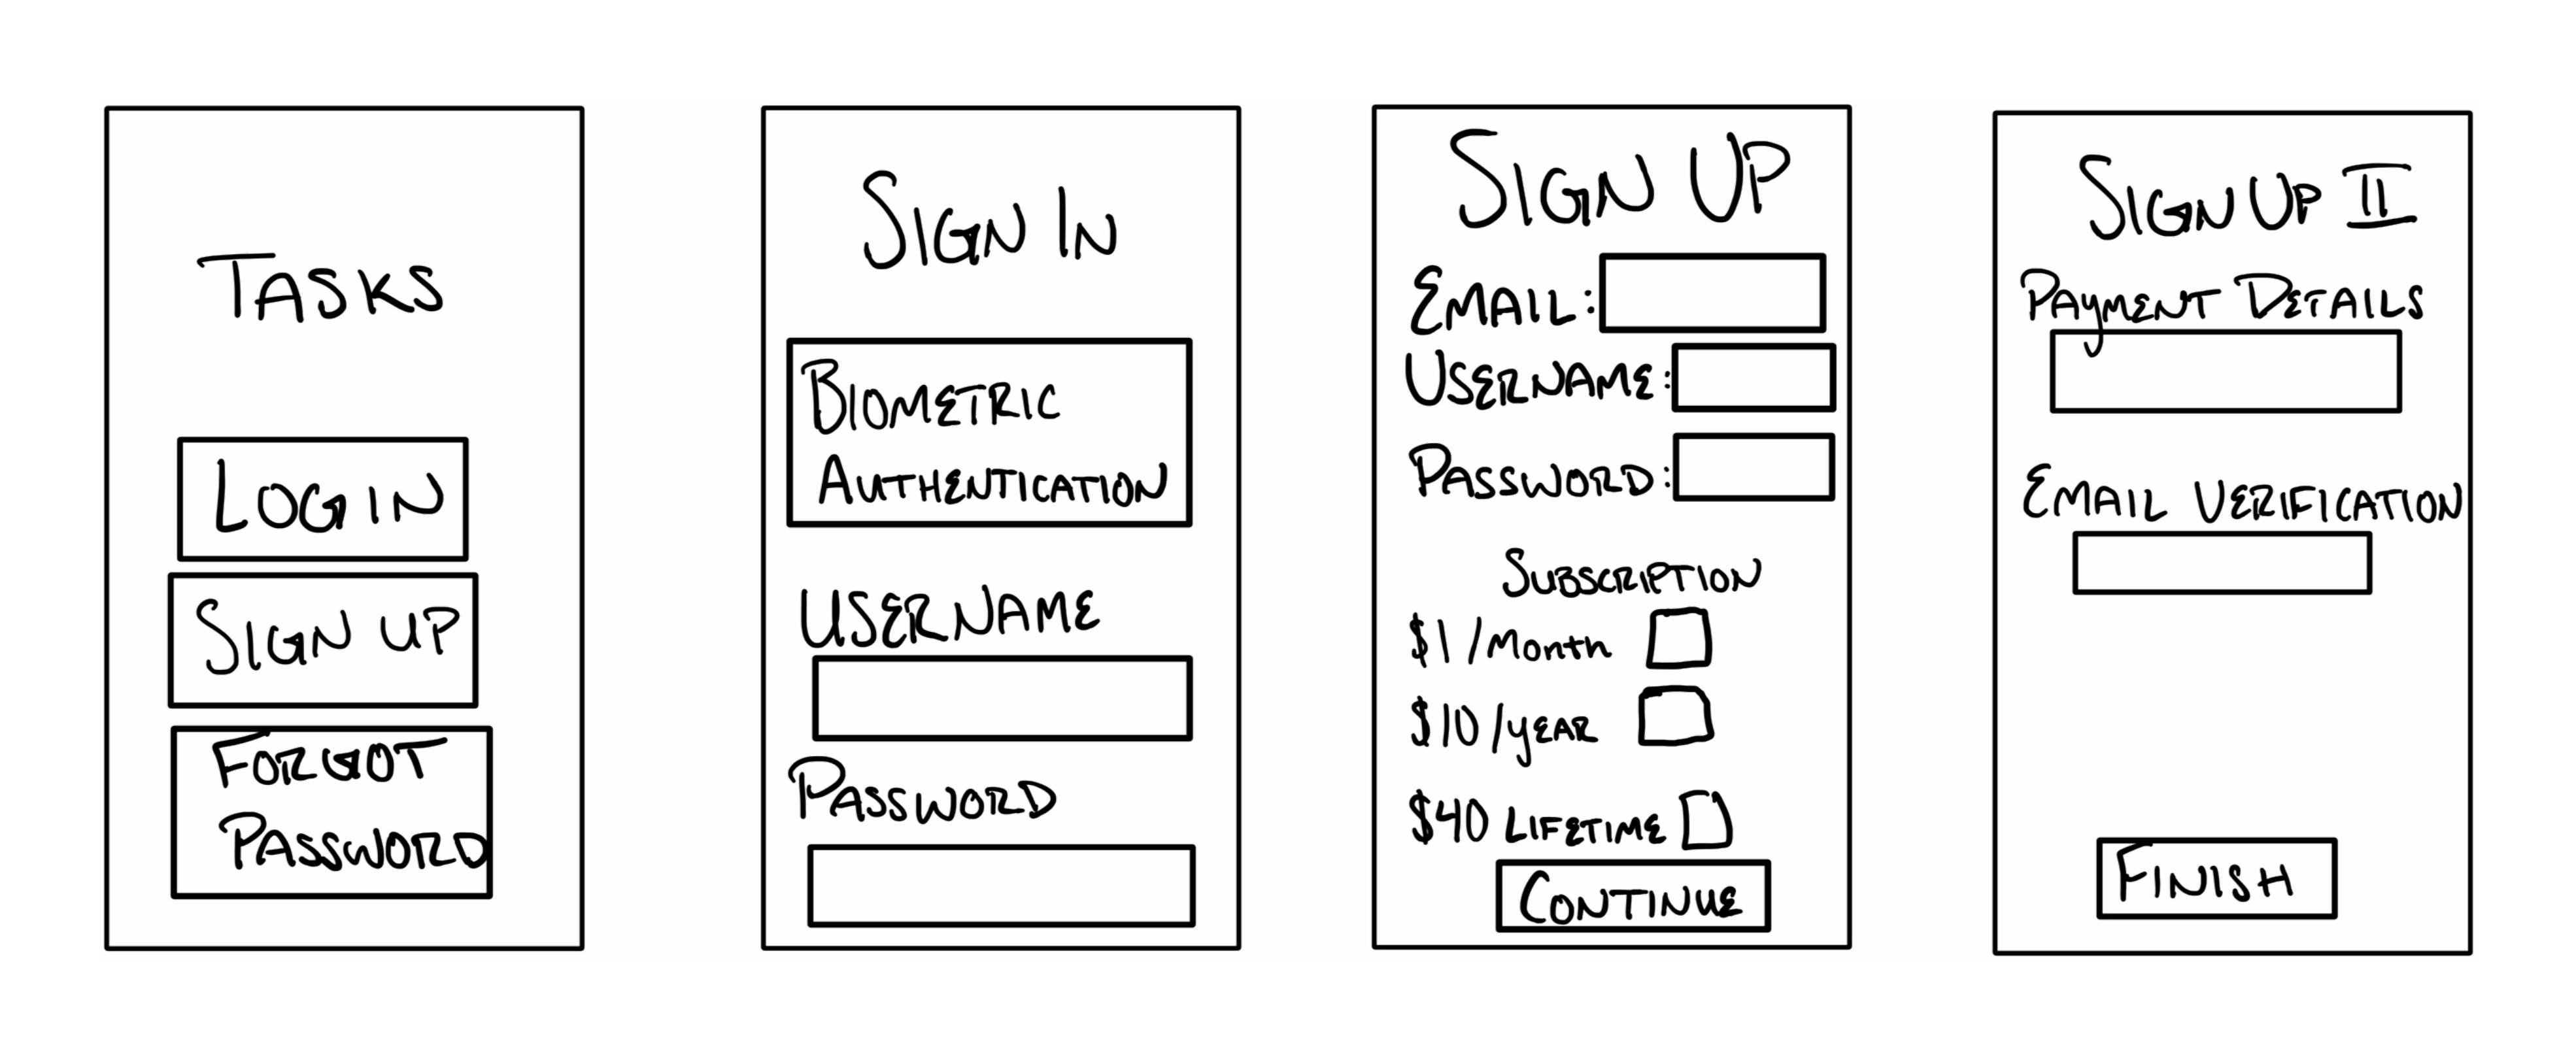 TASKS
LOGIN
SIGN UP
FORGOT
PASSWORD
SIGN IN
BIOMETRIC
AUTHENTICATION
USERNAME
PASSWORD
SIGN UP
EMAIL:
USERNAME:
PASSWORD:
SUBSCRIPTION
$1/Month
$10/YEAR
$40 LIFETIME
CONTINUE
SIGN UP II
PAYMENT DETAILS
EMAIL VERIFICATION
FINISH